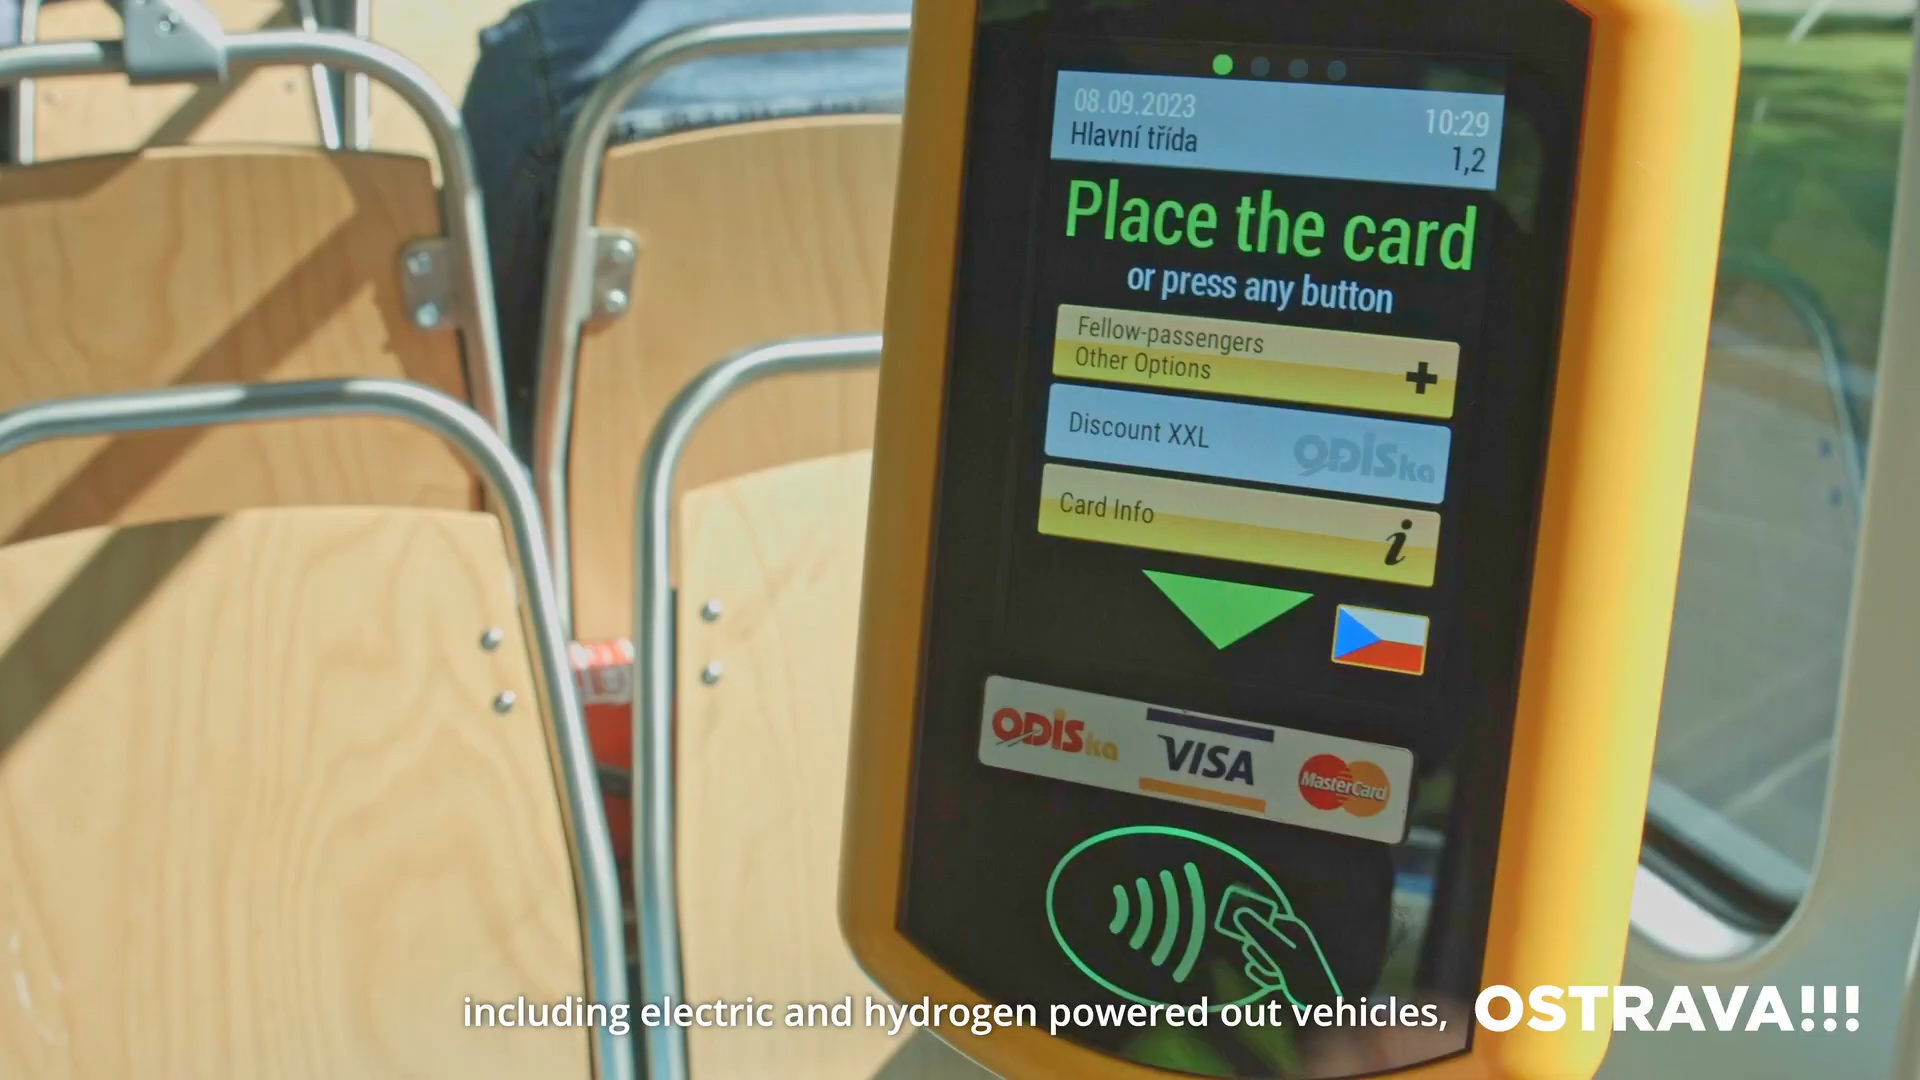 08.09.2023 10:29
Hlavní třída 1,2
Place the card
or press any button
Fellow-passengers
Other Options
Discount XXL ODISka
Card Info i
ODISka VISA MasterCard
including electric and hydrogen powered out vehicles, OSTRAVA!!!